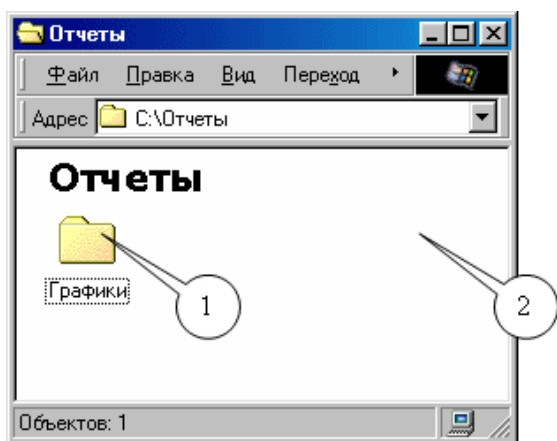 Отчеты
Файл Правка Вид Переход
Адрес C:\Отчеты
Отчеты
Графики
1
2
Объектов: 1